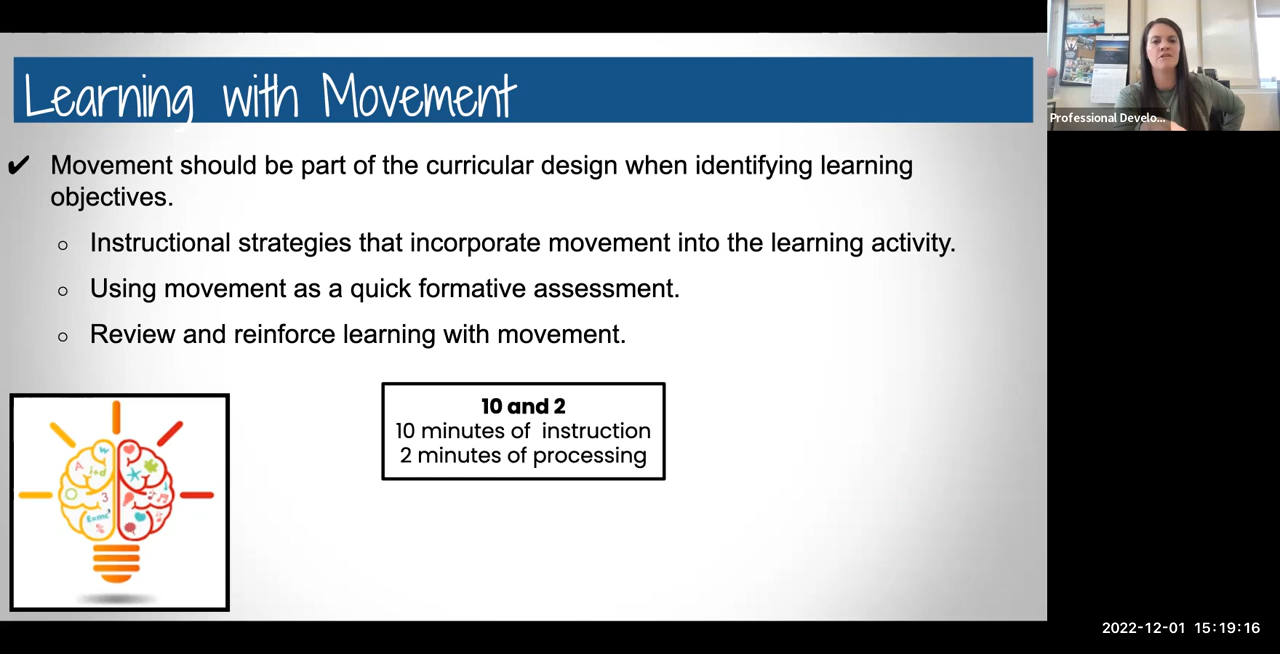 Learning with Movement
✔ Movement should be part of the curricular design when identifying learning
objectives.
○ Instructional strategies that incorporate movement into the learning activity.
○ Using movement as a quick formative assessment.
○ Review and reinforce learning with movement.
10 and 2
10 minutes of instruction
2 minutes of processing
A
W
i+d
3
E=mc²
%
Professional Develo...
2022-12-01 15:19:16